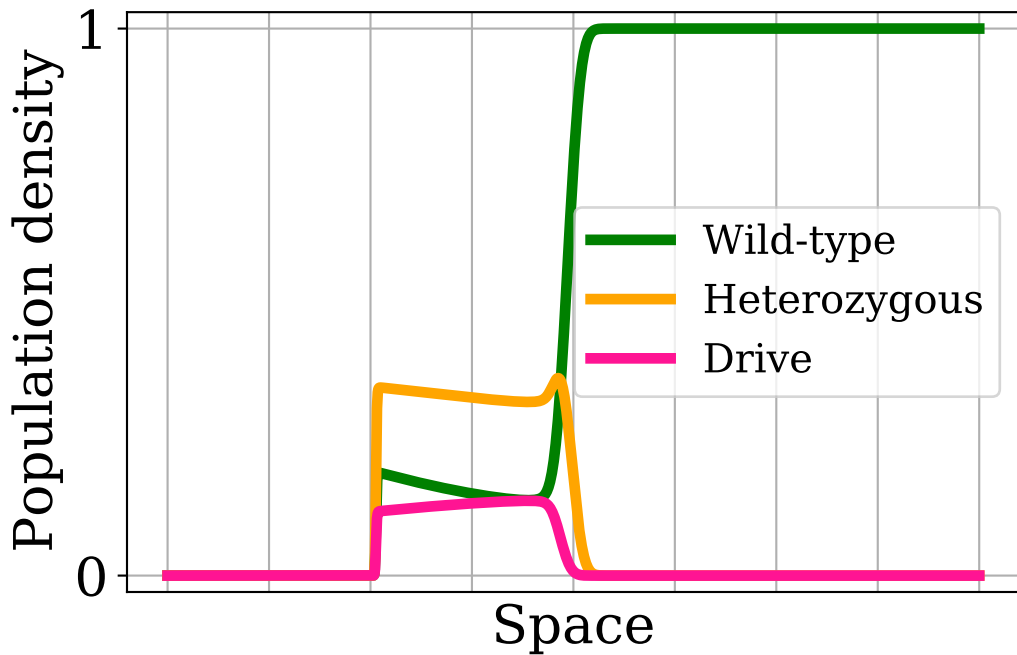 1
Population density
0
Wild-type
Heterozygous
Drive
Space